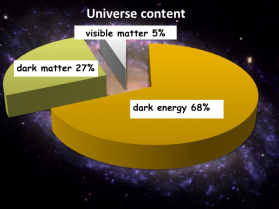 Universe content
visible matter 5%
dark matter 27%
dark energy 68%